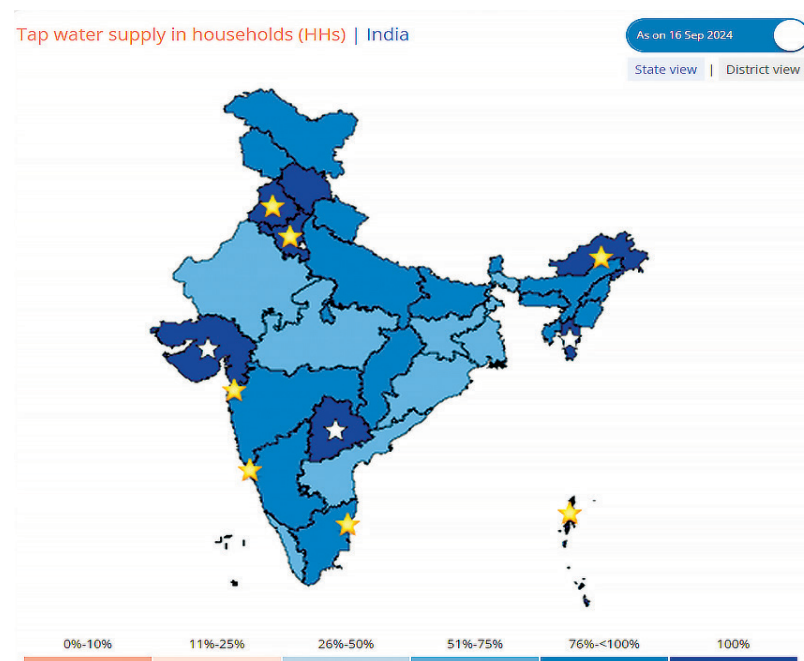 Tap water supply in households (HHs) | India
As on 16 Sep 2024
State view | District view
0%-10% 11%-25% 26%-50% 51%-75% 76%-<100% 100%